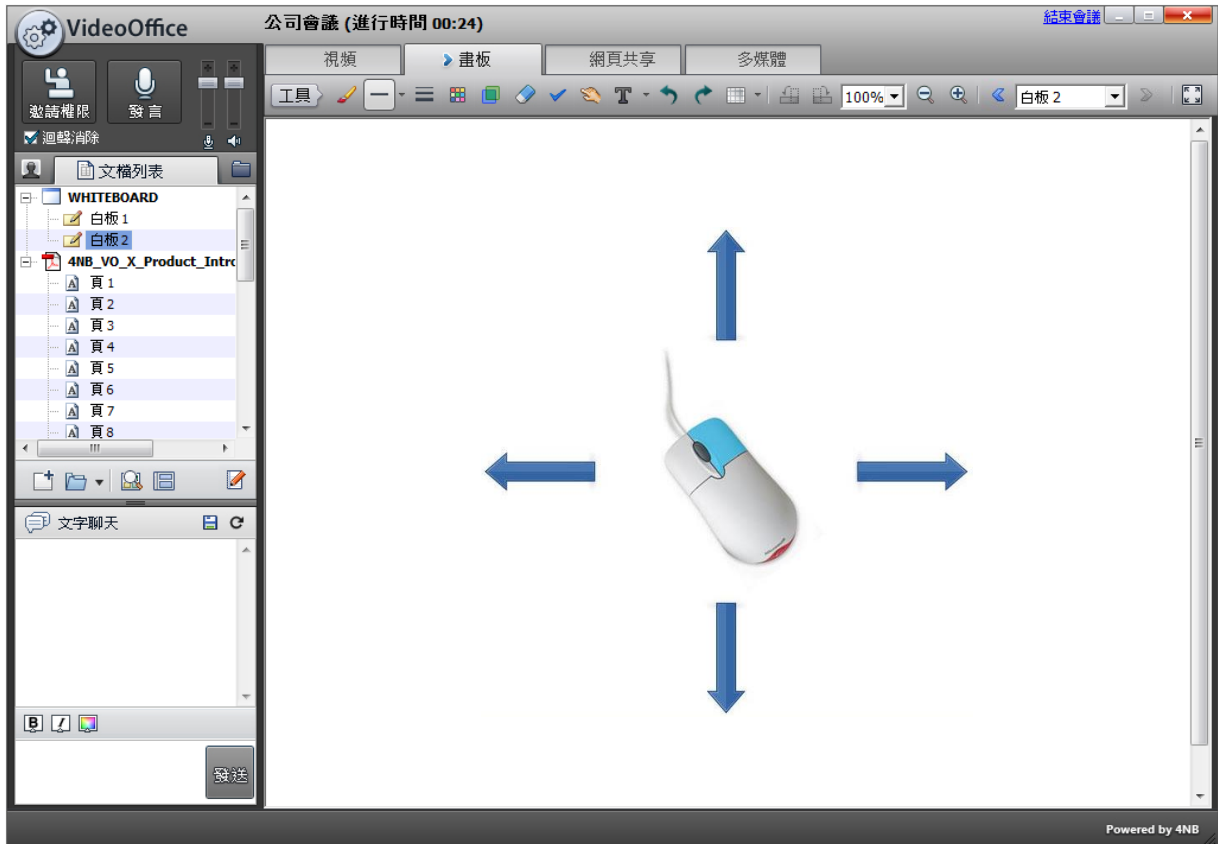 VideoOffice
公司會議 (進行時間 00:24)
結束會議
視頻
畫板
網頁共享
多媒體
邀請權限
發言
迴聲消除
工具
T
100%
白板 2
文檔列表
WHITEBOARD
白板 1
白板 2
4NB_VO_X_Product_Intro
頁 1
頁 2
頁 3
頁 4
頁 5
頁 6
頁 7
頁 8
文字聊天
B I
發送
Powered by 4NB